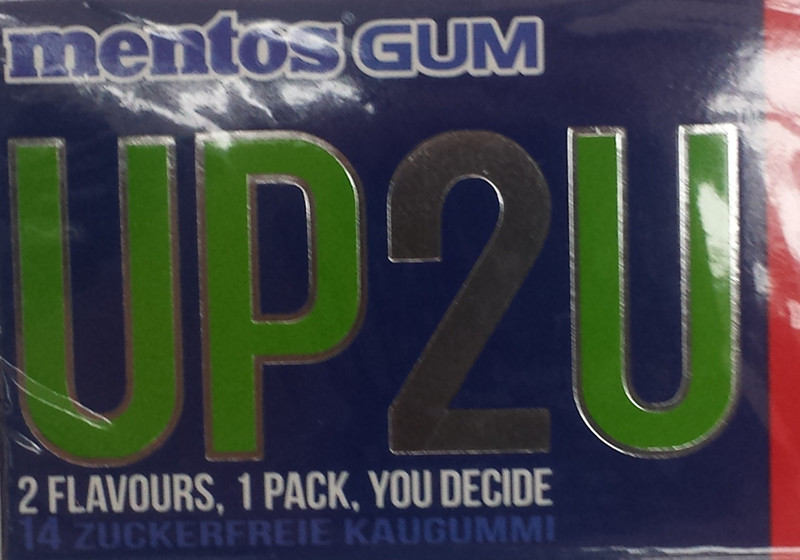 mentos GUM
UP2U
2 FLAVOURS, 1 PACK, YOU DECIDE
14 ZUCKERFREIE KAUGUMMI